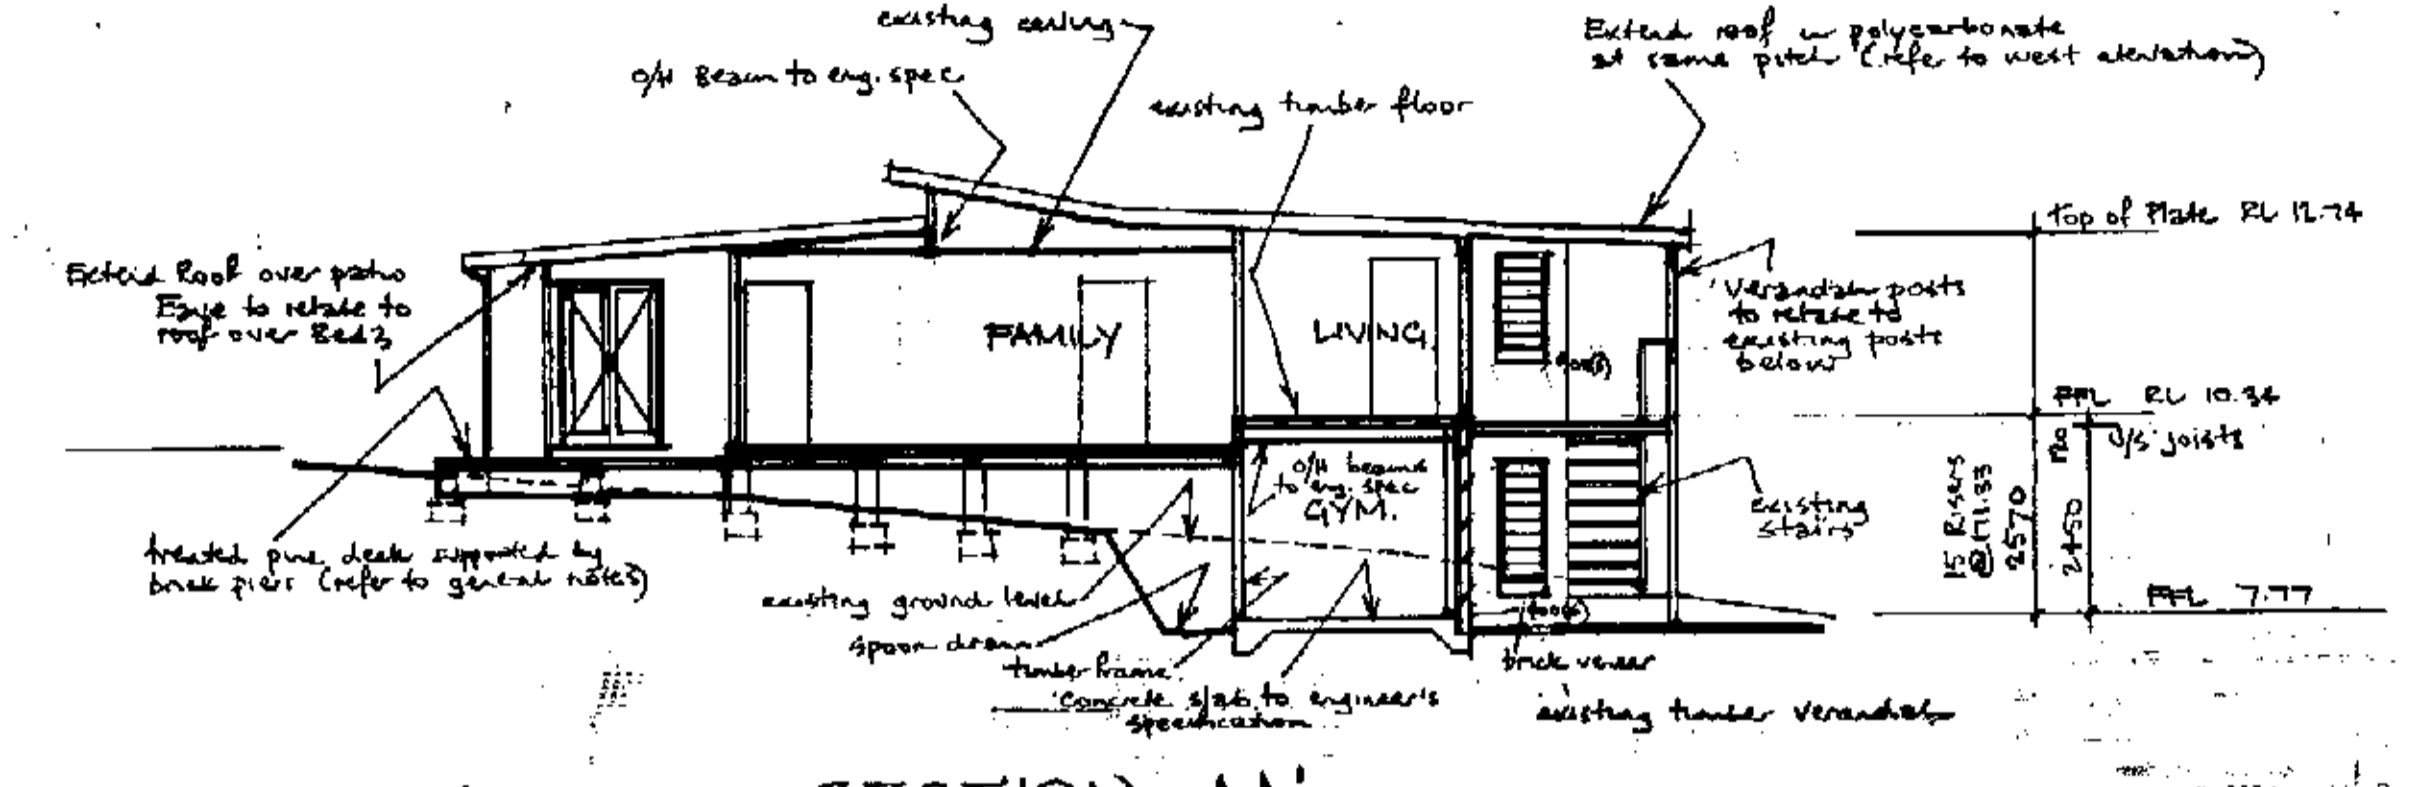 existing ceiling
O/H Beam to eng. spec
existing timber floor
Extend roof w polycarbonate
at same pitch (refer to west elevation)
Top of Plate RL 12.74
Extend Roof over patio
Eave to relate to
roof over Bed 3
FAMILY
LIVING
Verandah posts
to relate to
existing posts
below
FFL RL 10.34
U/S joists
120
O/H beams
to eng. spec
GYM.
existing
stairs
15 Risers
@171.33
2570
2450
FFL 7.77
treated pine deck supported by
brick piers (refer to general notes)
existing ground level
spoon drain
timber frame
Concrete slab to engineer's
specification
brick veneer
existing timber verandah
SECTION AA